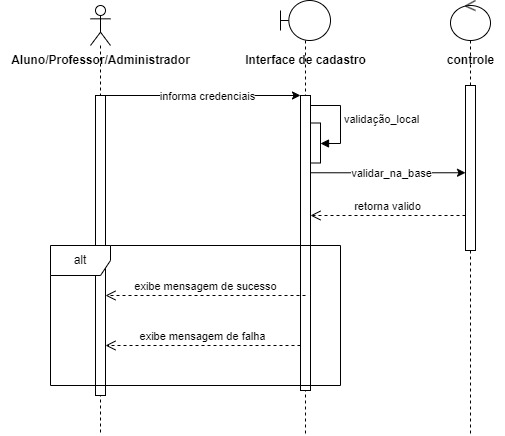 Aluno/Professor/Administrador
Interface de cadastro
controle
informa credenciais
validação_local
validar_na_base
retorna valido
alt
exibe mensagem de sucesso
exibe mensagem de falha